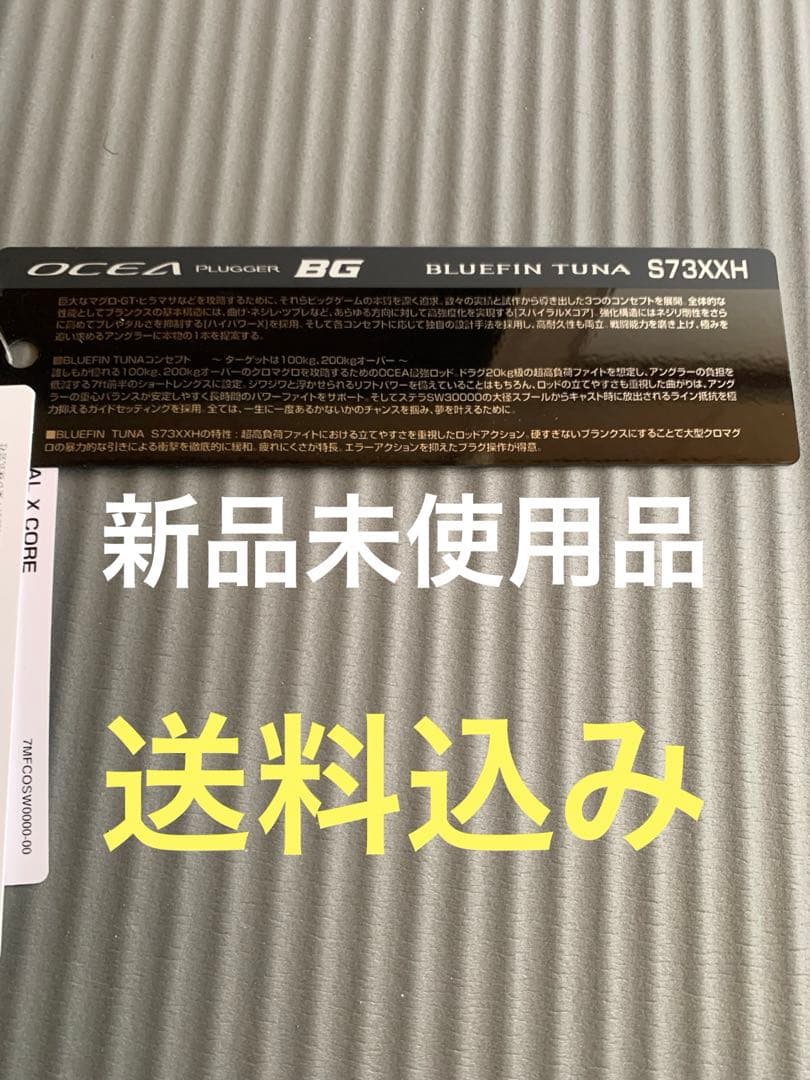 OCEA PLUGGER BG BLUEFIN TUNA S73XXH
巨大なマグロ・GT・ヒラマサなどを攻略するために、それらビッグゲームの本質を深く追求。数々の実績と試作から導き出した3つのコンセプトを展開。全体的な
性能としてブランクスの基本構造には、曲げ・ネジレ・ツブレなど、あらゆる方向に対して高強度化を実現する[スパイラルXコア]、強化構造にはネジリ剛性をさら
に高めてブレやダルさを抑制する[ハイパワーX]を採用。そして各コンセプトに応じて独自の設計手法を採用し、高耐久性も両立。戦闘能力を磨き上げ、極みを
追い求めるアングラーに本物の1本を提案する。
■BLUEFIN TUNAコンセプト ～ターゲットは100kg、200kgオーバー～
誰しもが憧れる100kg、200kgオーバーのクロマグロを攻略するためのOCEA最強ロッド。ドラグ20kg級の超高負荷ファイトを想定し、アングラーの負担を
低減する7ft前半のショートレングスに設定。ジワジワと浮かせられるリフトパワーを備えていることはもちろん、ロッドの立てやすさも重視した曲がりは、アング
ラーの重心バランスが安定しやすく長時間のパワーファイトをサポート。そしてステラSW30000の大径スプールからキャスト時に放出されるライン抵抗を極
力抑えるガイドセッティングを採用。全ては、一生に一度あるかないかのチャンスを掴み、夢を叶えるために。
■BLUEFIN TUNA S73XXHの特性：超高負荷ファイトにおける立てやすさを重視したロッドアクション。硬すぎないブランクスにすることで大型クロマグ
ロの暴力的な引きによる衝撃を徹底的に緩和。疲れにくさが特長。エラーアクションを抑えたプラグ操作が得意。
AL X CORE
7MFCOSW0000-00
新品未使用品
送料込み